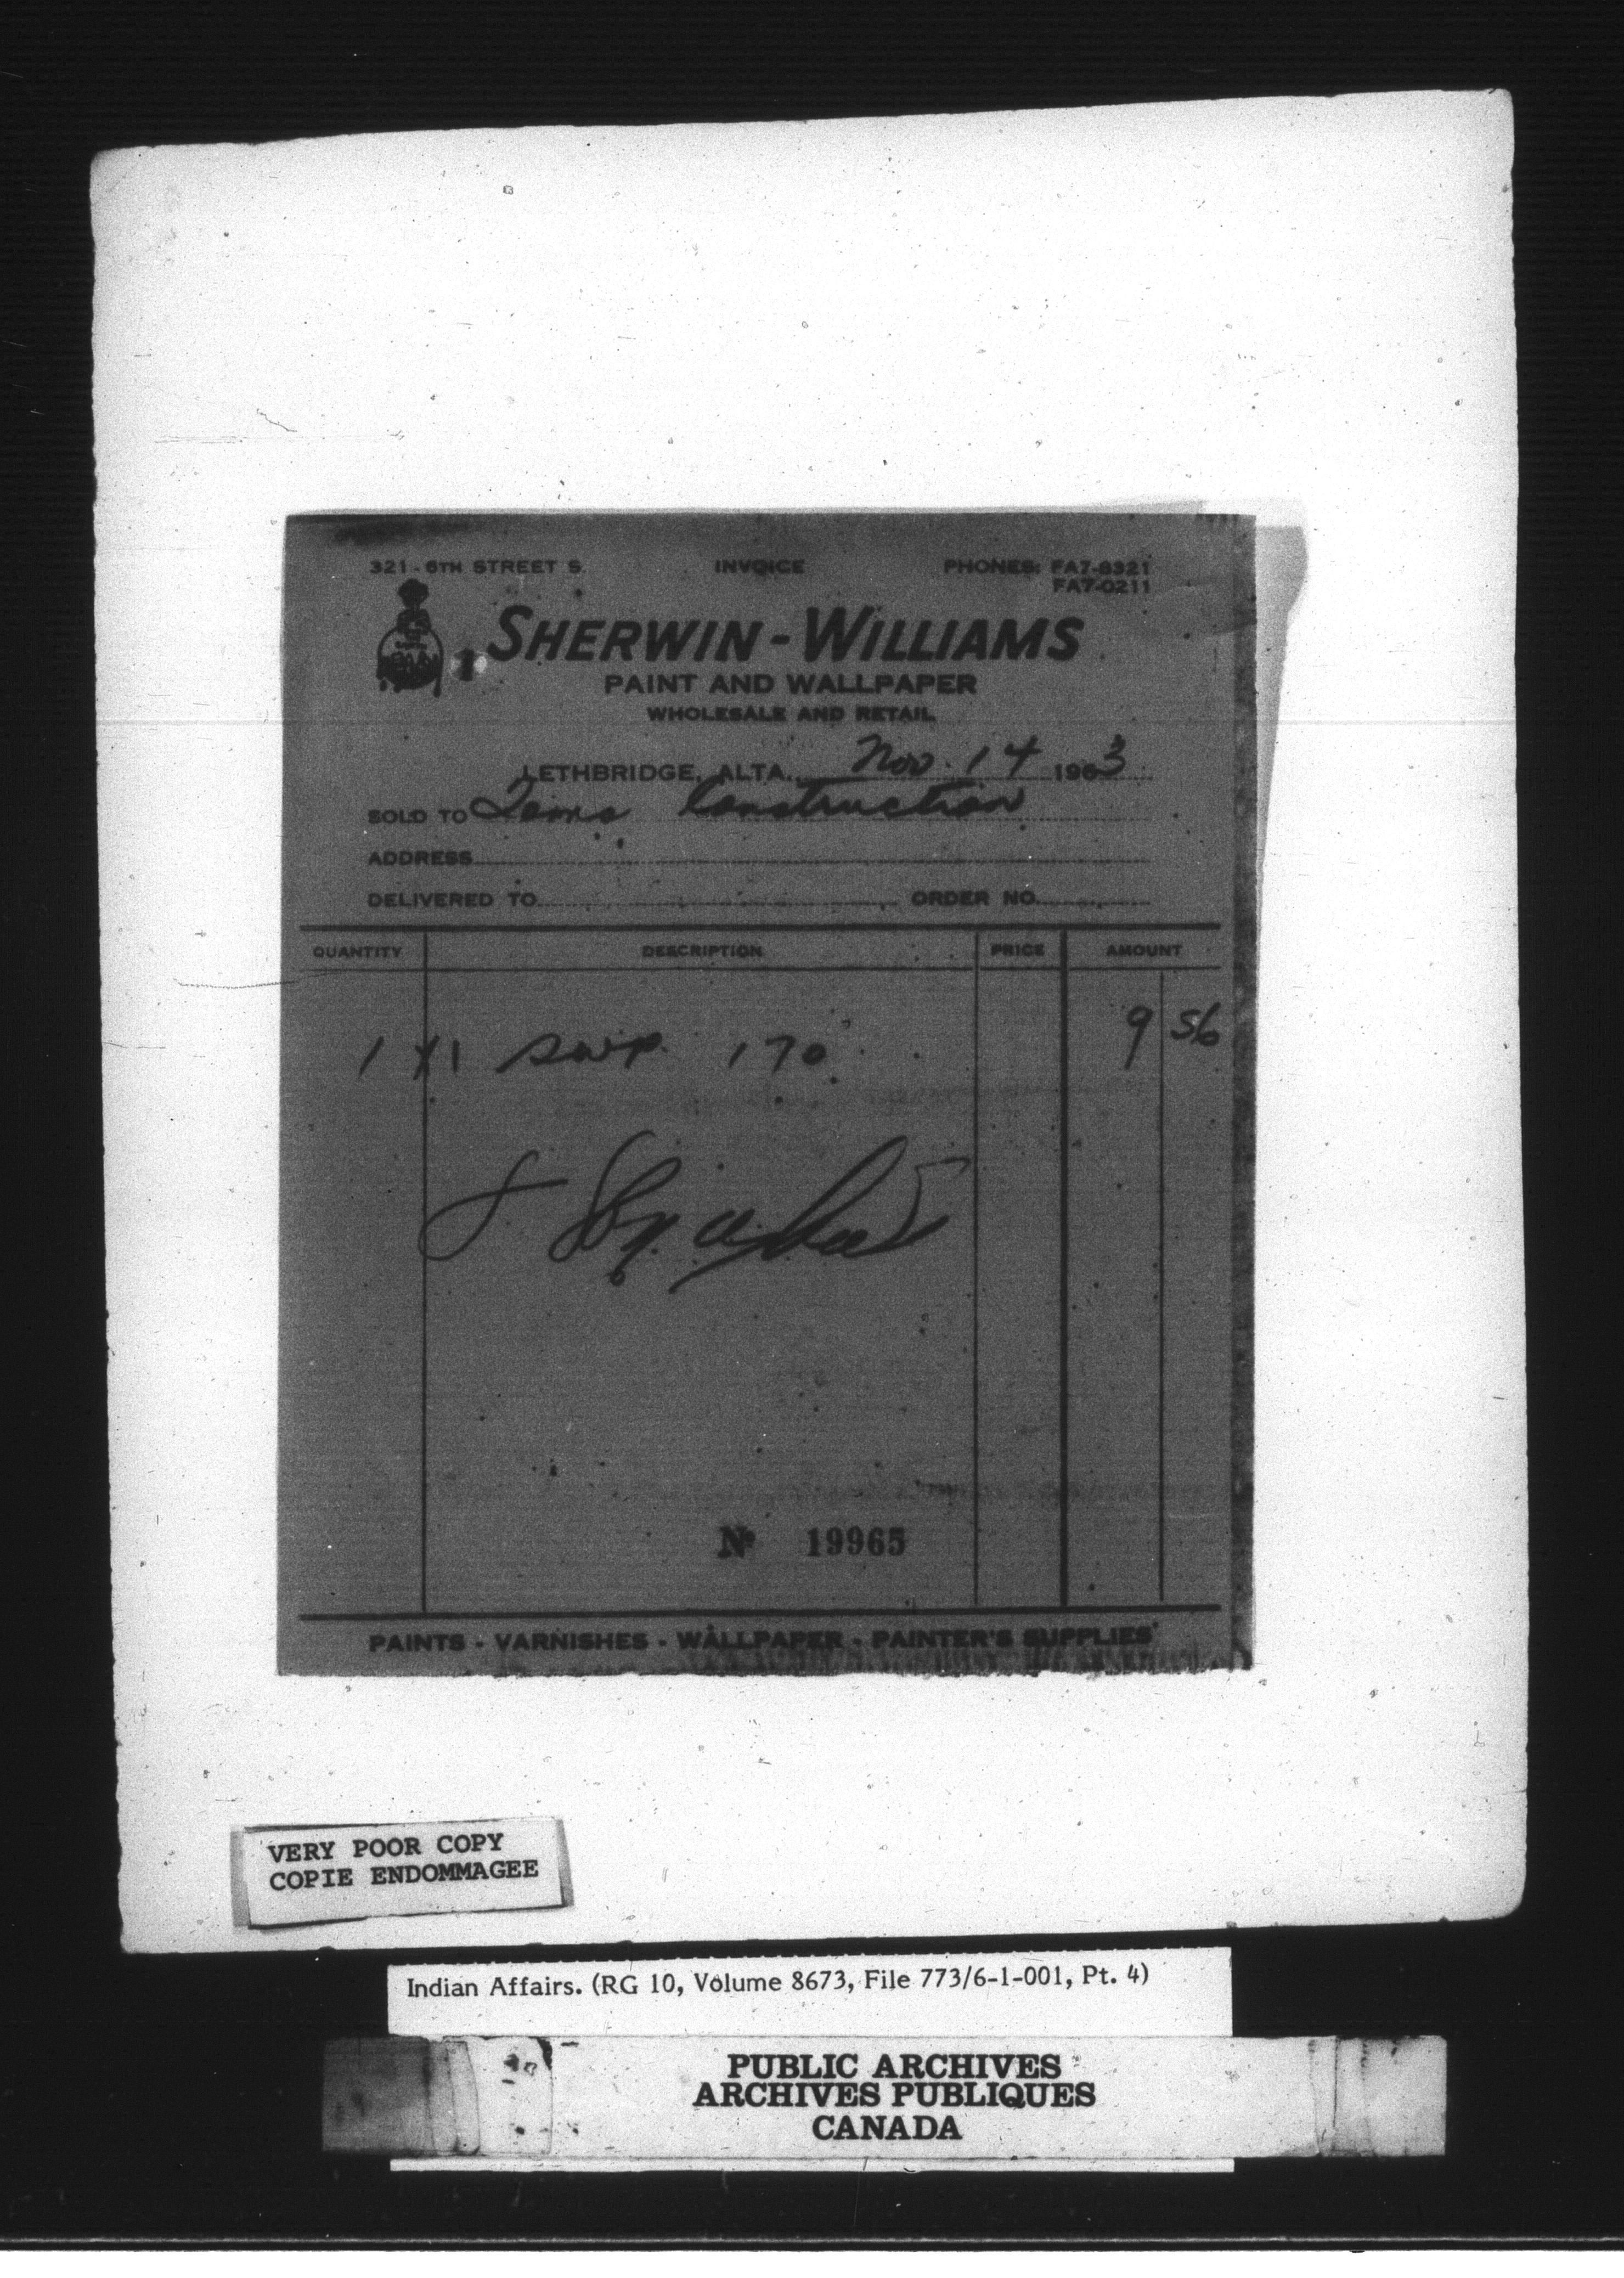 321 - 6TH STREET S. INVOICE PHONES: FA7-8321
FA7-0211
SHERWIN-WILLIAMS
PAINT AND WALLPAPER
WHOLESALE AND RETAIL
LETHBRIDGE, ALTA. Nov. 14 1963
SOLD TO Construction
ADDRESS
DELIVERED TO ORDER NO.
QUANTITY DESCRIPTION PRICE AMOUNT
1 X1 SWP. 170 9 56
No 19965
PAINTS - VARNISHES - WALLPAPER - PAINTER'S SUPPLIES
VERY POOR COPY
COPIE ENDOMMAGEE
Indian Affairs. (RG 10, Volume 8673, File 773/6-1-001, Pt. 4)
PUBLIC ARCHIVES
ARCHIVES PUBLIQUES
CANADA